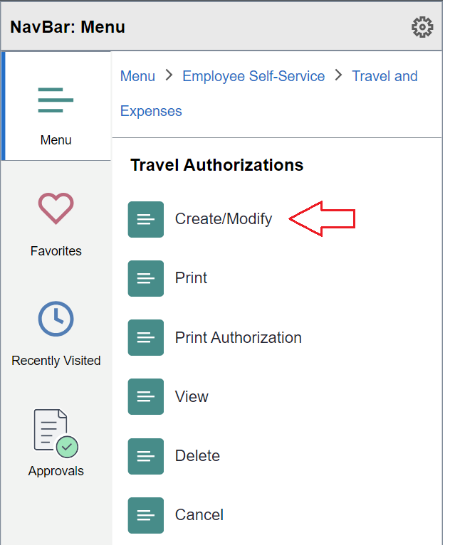 NavBar: Menu
Menu
Favorites
Recently Visited
Approvals
Menu > Employee Self-Service > Travel and
Expenses
Travel Authorizations
Create/Modify
Print
Print Authorization
View
Delete
Cancel